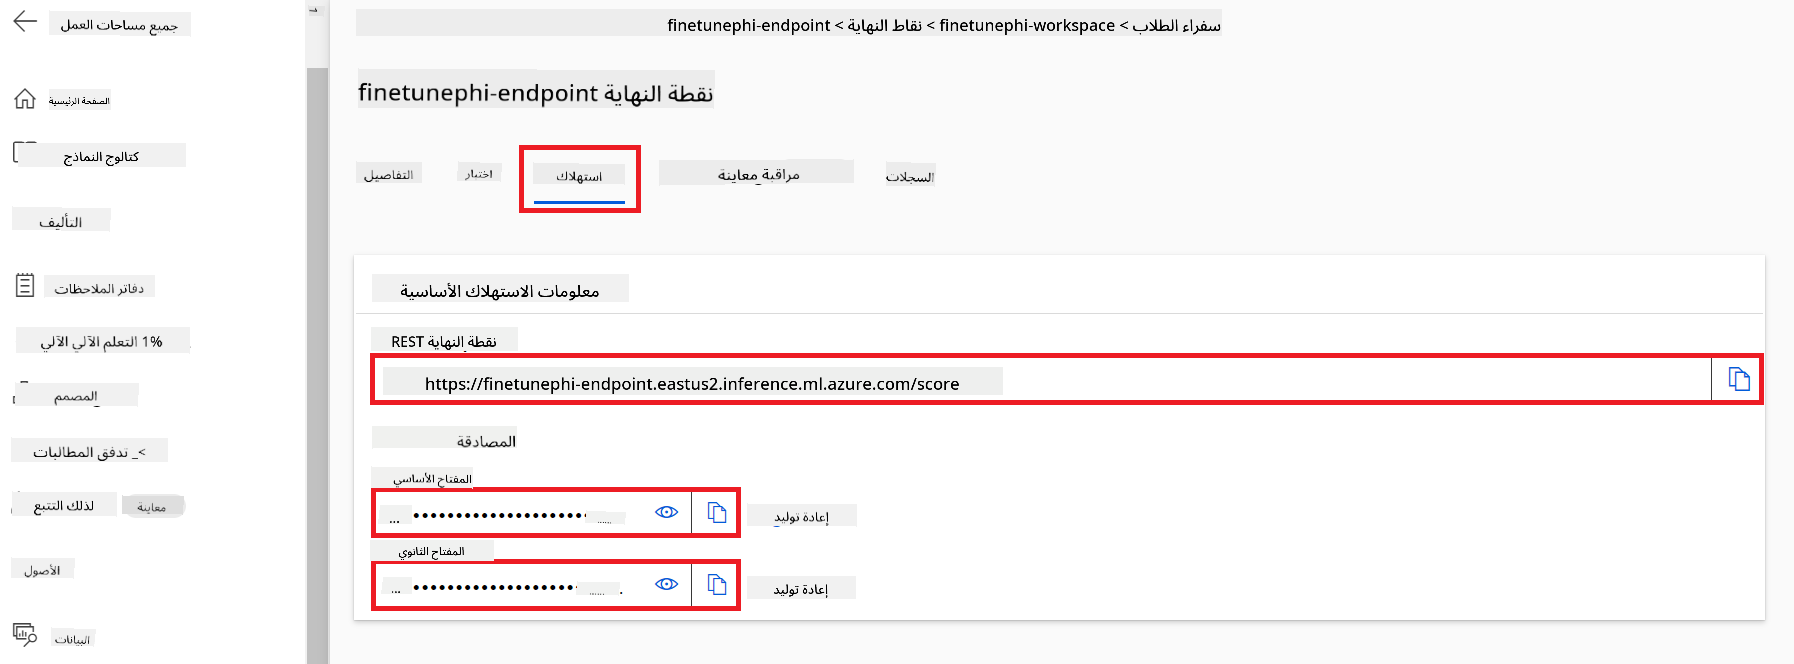 جميع مساحات العمل
الصفحة الرئيسية
كتالوج النماذج
التأليف
دفاتر الملاحظات
1% التعلم الآلي الآلي
المصمم
>_ تدفق المطالبات
لذلك التتبع
معاينة
الأصول
البيانات
سفراء الطلاب > finetunephi-workspace > نقاط النهاية > finetunephi-endpoint
نقطة النهاية finetunephi-endpoint
التفاصيل
اختبار
استهلاك
مراقبة معاينة
السجلات
معلومات الاستهلاك الأساسية
نقطة النهاية REST
https://finetunephi-endpoint.eastus2.inference.ml.azure.com/score
المصادقة
المفتاح الأساسي
إعادة توليد
المفتاح الثانوي
إعادة توليد